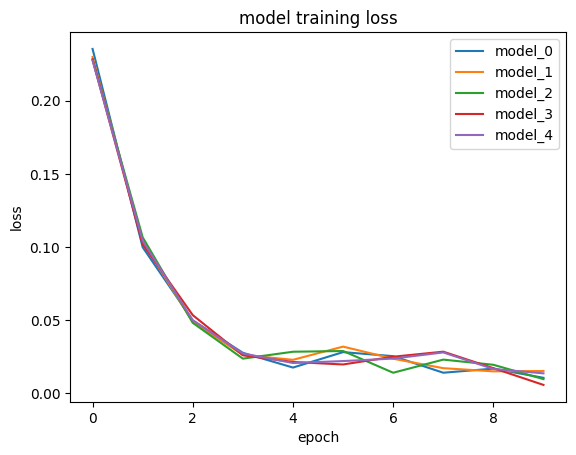 model training loss
model_0
model_1
model_2
model_3
model_4
0.20
0.15
0.10
0.05
0.00
loss
0
2
4
6
8
epoch